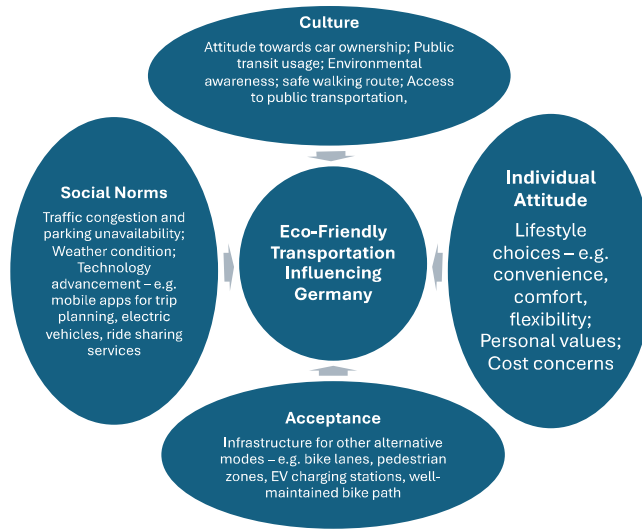 Culture
Attitude towards car ownership; Public
transit usage; Environmental
awareness; safe walking route; Access
to public transportation,
Social Norms
Traffic congestion and
parking unavailability;
Weather condition;
Technology
advancement – e.g.
mobile apps for trip
planning, electric
vehicles, ride sharing
services
Eco-Friendly
Transportation
Influencing
Germany
Individual
Attitude
Lifestyle
choices – e.g.
convenience,
comfort,
flexibility;
Personal values;
Cost concerns
Acceptance
Infrastructure for other alternative
modes – e.g. bike lanes, pedestrian
zones, EV charging stations, well-
maintained bike path